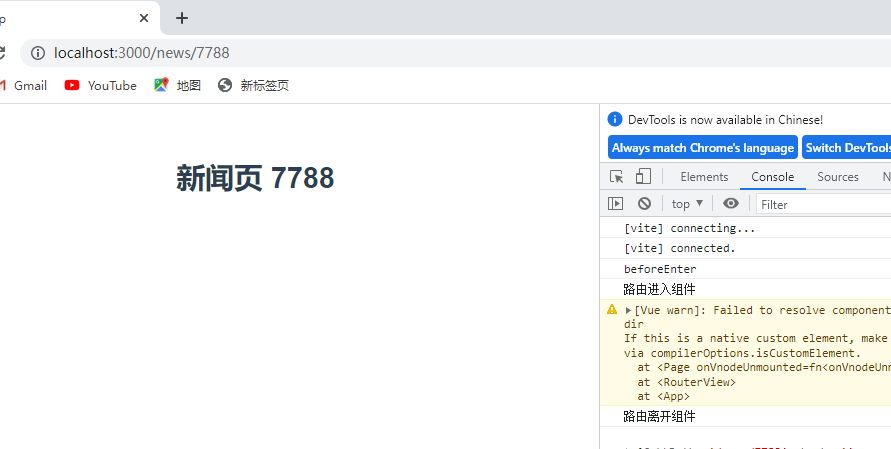 p
localhost:3000/news/7788
Gmail YouTube 地图 新标签页
新闻页 7788
DevTools is now available in Chinese!
Always match Chrome's language Switch DevTools
Elements Console Sources N
top Filter
[vite] connecting...
[vite] connected.
beforeEnter
路由进入组件
[Vue warn]: Failed to resolve component
dir
If this is a native custom element, make
via compilerOptions.isCustomElement.
at <Page onVnodeUnmounted=fn<onVnodeUn
at <RouterView>
at <App>
路由离开组件